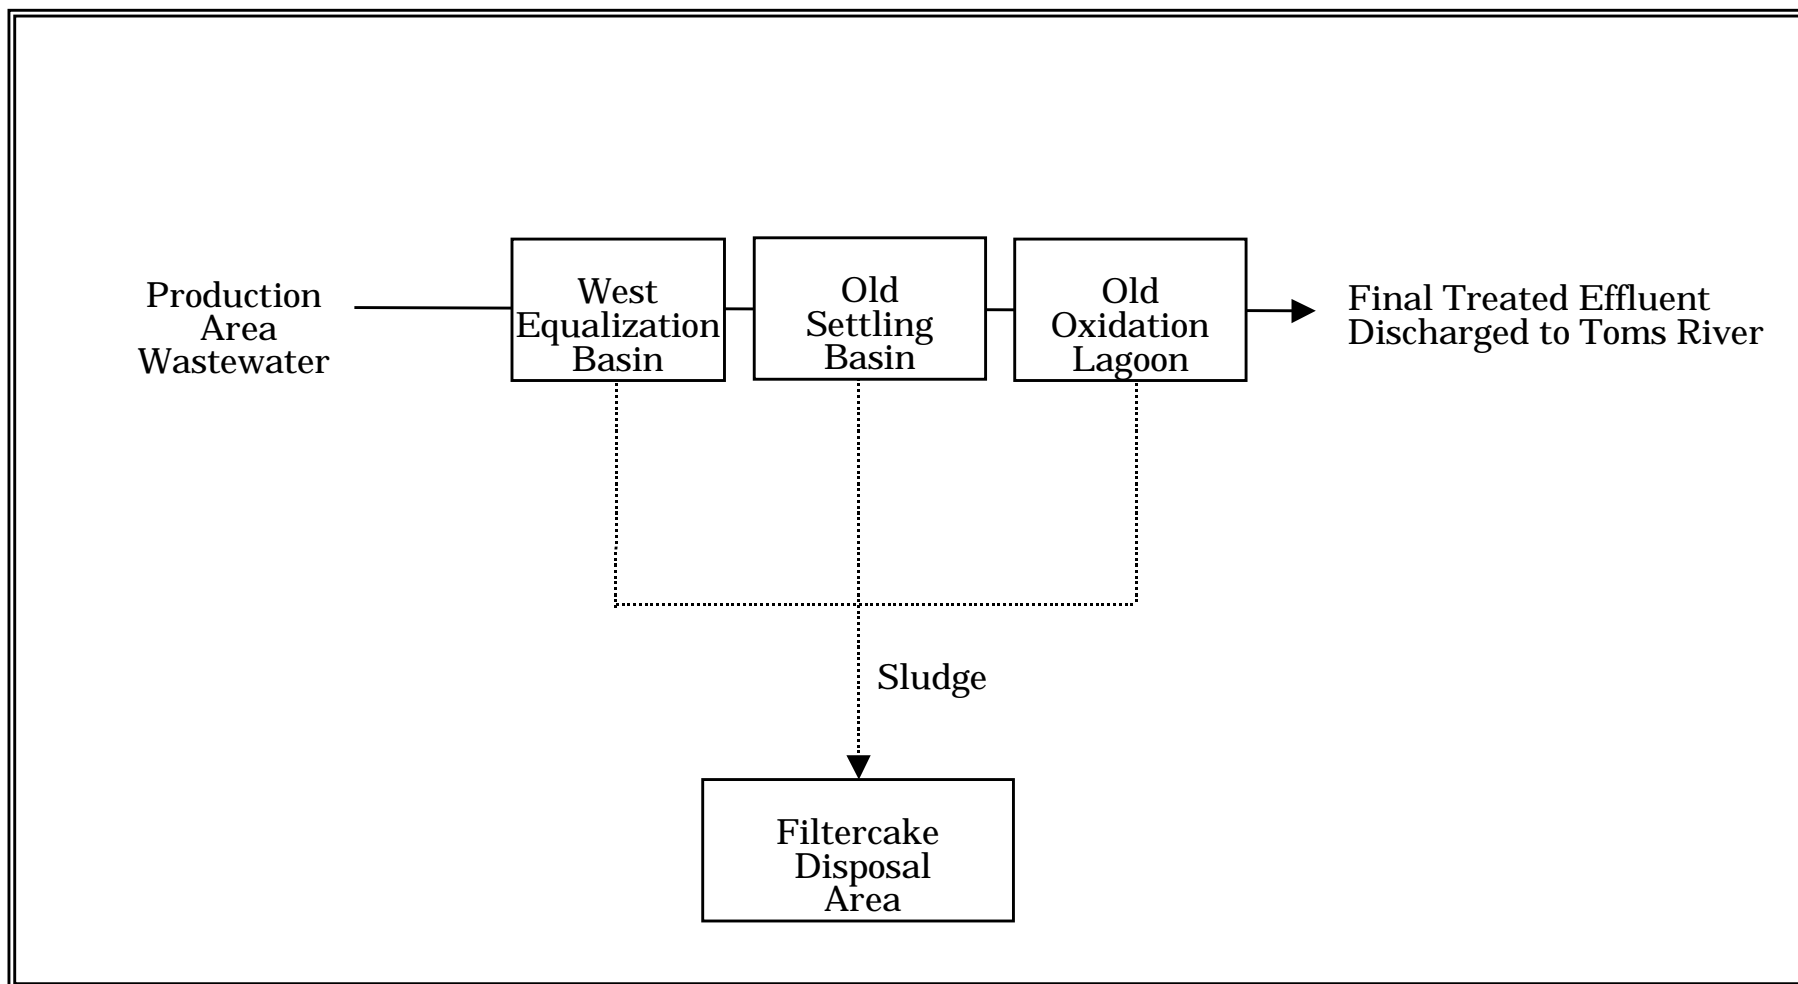 Production
Area
Wastewater
West
Equalization
Basin
Old
Settling
Basin
Old
Oxidation
Lagoon
Final Treated Effluent
Discharged to Toms River
Sludge
Filtercake
Disposal
Area